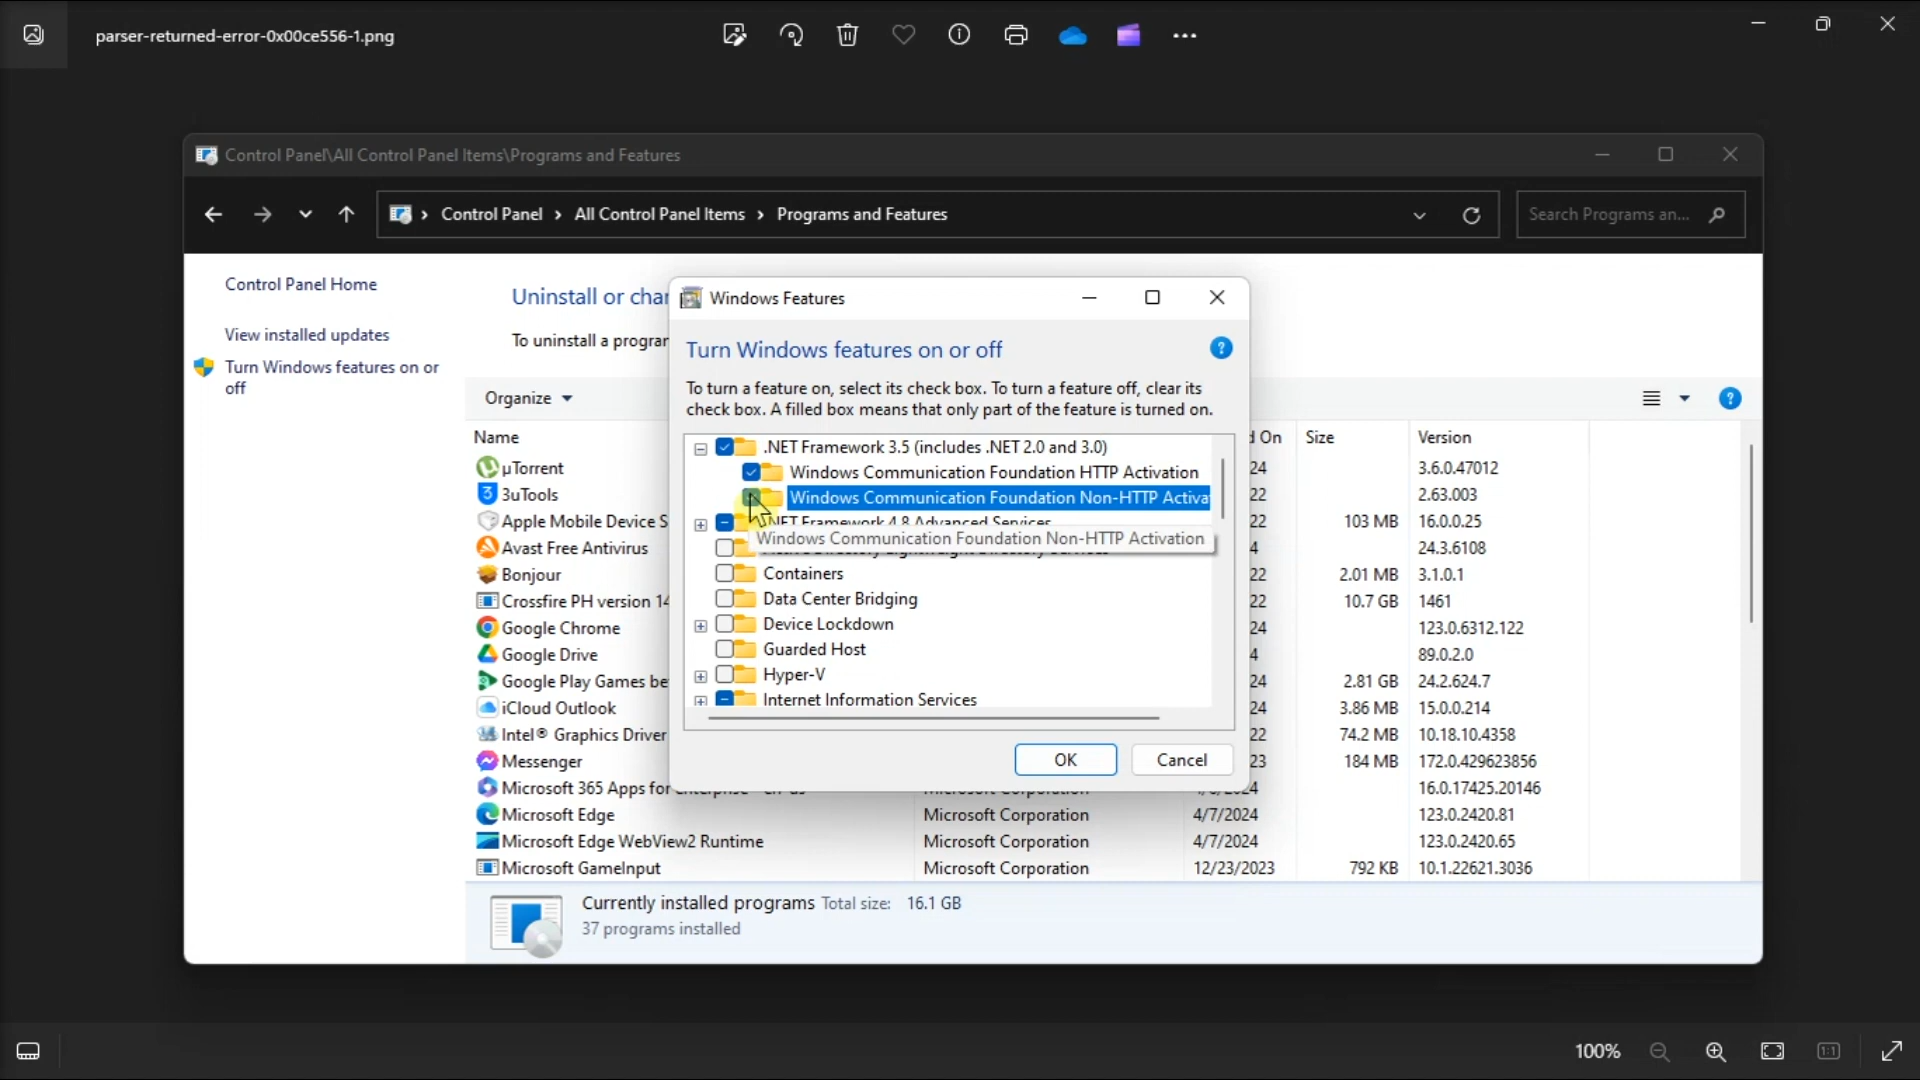 parser-returned-error-0x00ce556-1.png
Control Panel\All Control Panel Items\Programs and Features
Control Panel > All Control Panel Items > Programs and Features
Search Programs an...
Control Panel Home
View installed updates
Turn Windows features on or
off
Uninstall or
To uninstall a
Organize
Windows Features
Turn Windows features on or off
To turn a feature on, select its check box. To turn a feature off, clear its
check box. A filled box means that only part of the feature is turned on.
.NET Framework 3.5 (includes .NET 2.0 and 3.0)
Windows Communication Foundation HTTP Activation
Windows Communication Foundation Non-HTTP Activa
.NET Framework 4.8 Advanced Services
Windows Communication Foundation Non-HTTP Activation
Containers
Data Center Bridging
Device Lockdown
Guarded Host
Hyper-V
Internet Information Services
OK
Cancel
Name On Size Version
µTorrent 24 3.6.0.47012
3uTools 22 2.63.003
Apple Mobile Device S 22 103 MB 16.0.0.25
Avast Free Antivirus 4 24.3.6108
Bonjour 22 2.01 MB 3.1.0.1
Crossfire PH version 14 22 10.7 GB 1461
Google Chrome 24 123.0.6312.122
Google Drive 4 89.0.2.0
Google Play Games be 24 2.81 GB 24.2.624.7
iCloud Outlook 24 3.86 MB 15.0.0.214
Intel® Graphics Driver 22 74.2 MB 10.18.10.4358
Messenger 23 184 MB 172.0.429623856
Microsoft 365 Apps for 16.0.17425.20146
Microsoft Edge Microsoft Corporation 4/7/2024 123.0.2420.81
Microsoft Edge WebView2 Runtime Microsoft Corporation 4/7/2024 123.0.2420.65
Microsoft GameInput Microsoft Corporation 12/23/2023 792 KB 10.1.22621.3036
Currently installed programs Total size: 16.1 GB
37 programs installed
100%